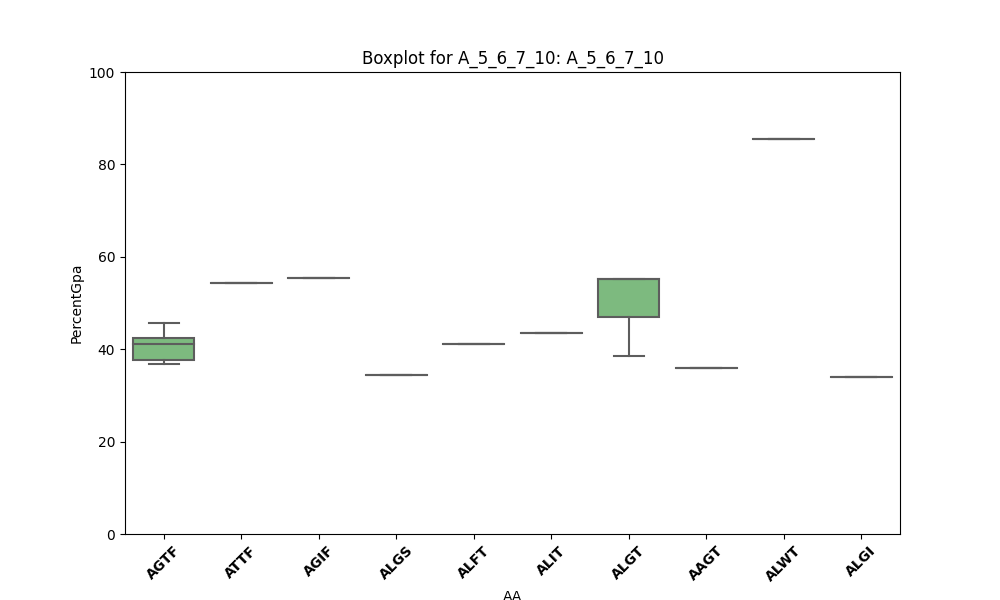 Boxplot for A_5_6_7_10: A_5_6_7_10
100
80
60
40
20
0
PercentGpa
AGTF
ATTF
AGIF
ALGS
ALFT
ALIT
ALGT
AAGT
ALWT
ALGI
AA